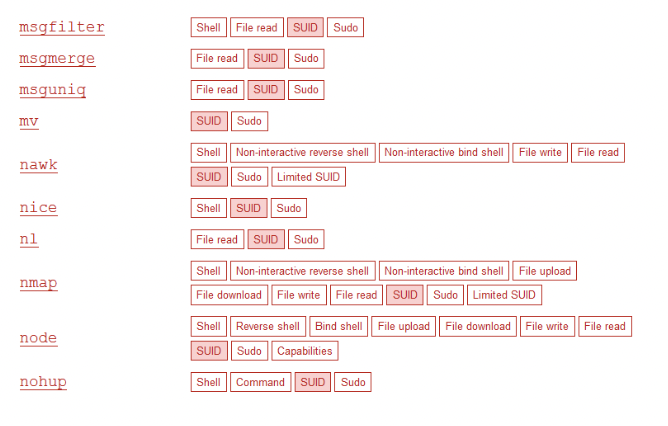 msgfilter Shell File read SUID Sudo
msgmerge File read SUID Sudo
msguniq File read SUID Sudo
mv SUID Sudo
nawk Shell Non-interactive reverse shell Non-interactive bind shell File write File read
SUID Sudo Limited SUID
nice Shell SUID Sudo
nl File read SUID Sudo
nmap Shell Non-interactive reverse shell Non-interactive bind shell File upload
File download File write File read SUID Sudo Limited SUID
node Shell Reverse shell Bind shell File upload File download File write File read
SUID Sudo Capabilities
nohup Shell Command SUID Sudo